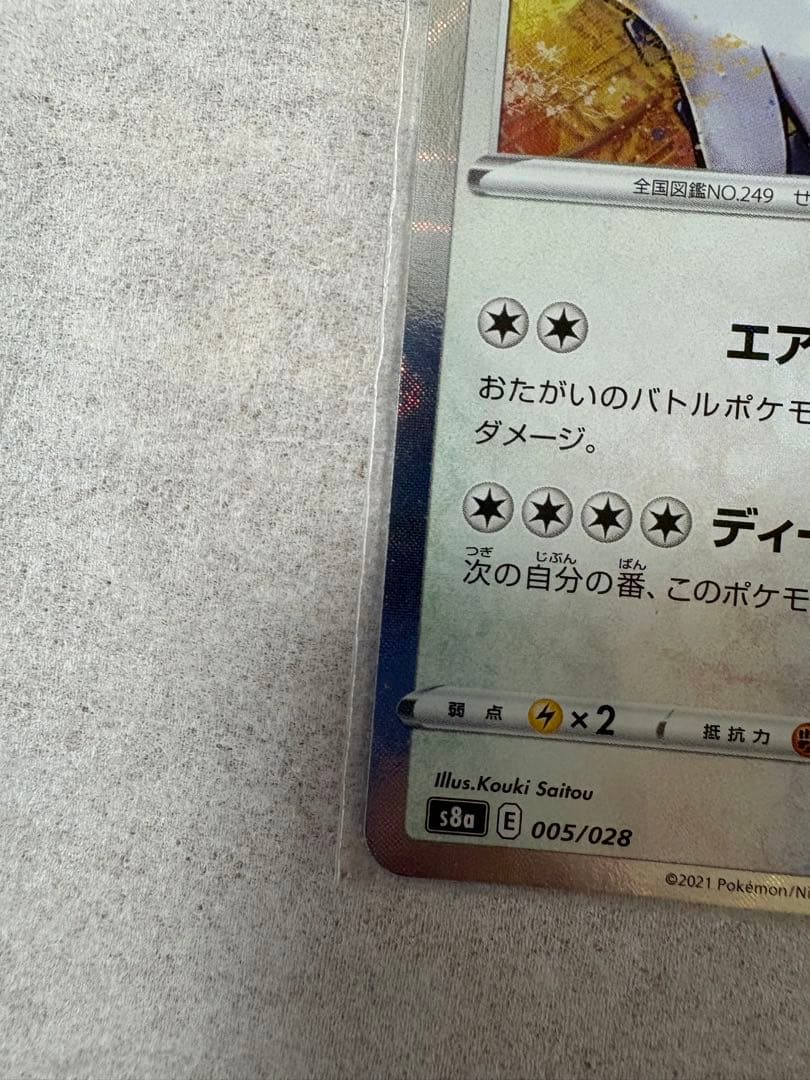 全国図鑑NO.249 せ
エア
おたがいのバトルポケモ
ダメージ。
ディー
つぎ じぶん ばん
次の自分の番、このポケモ
弱点 ×2 抵抗力
Illus.Kouki Saitou
s8a E 005/028
©2021 Pokémon/Ni